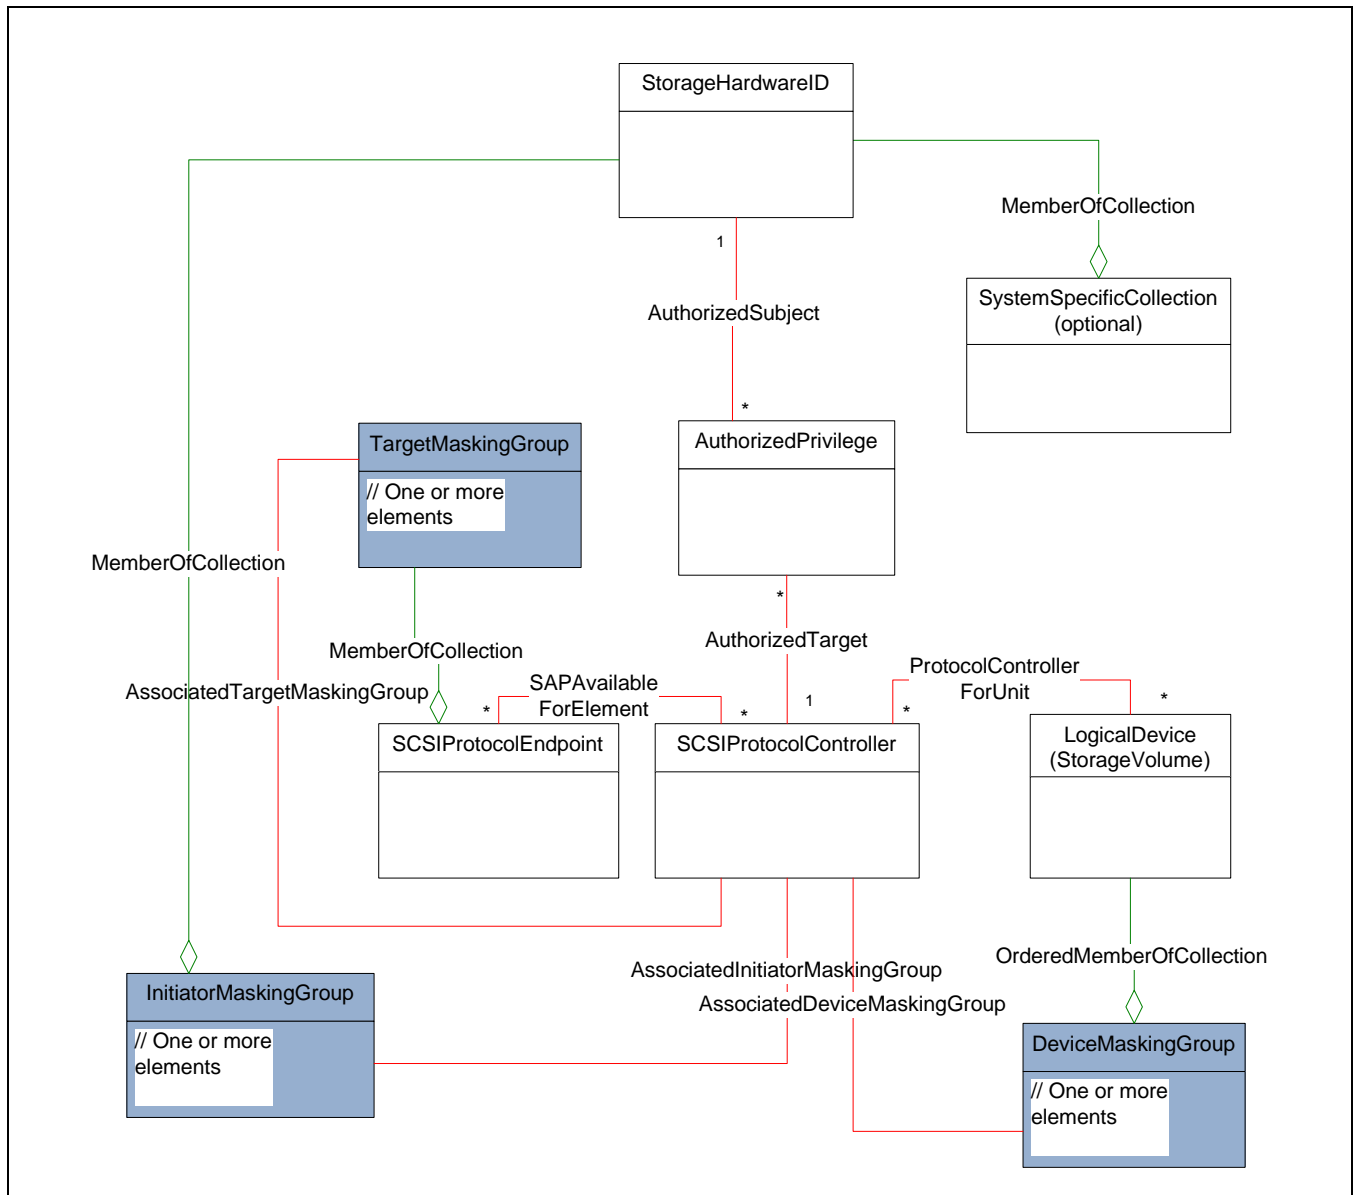 StorageHardwareID
MemberOfCollection
1
SystemSpecificCollection
(optional)
AuthorizedSubject
*
TargetMaskingGroup
AuthorizedPrivilege
// One or more
elements
MemberOfCollection
*
AuthorizedTarget
MemberOfCollection
ProtocolController
ForUnit
AssociatedTargetMaskingGroup
SAPAvailable
ForElement
*
*
1
*
*
SCSIProtocolEndpoint
SCSIProtocolController
LogicalDevice
(StorageVolume)
AssociatedInitiatorMaskingGroup
OrderedMemberOfCollection
InitiatorMaskingGroup
AssociatedDeviceMaskingGroup
// One or more
elements
DeviceMaskingGroup
// One or more
elements